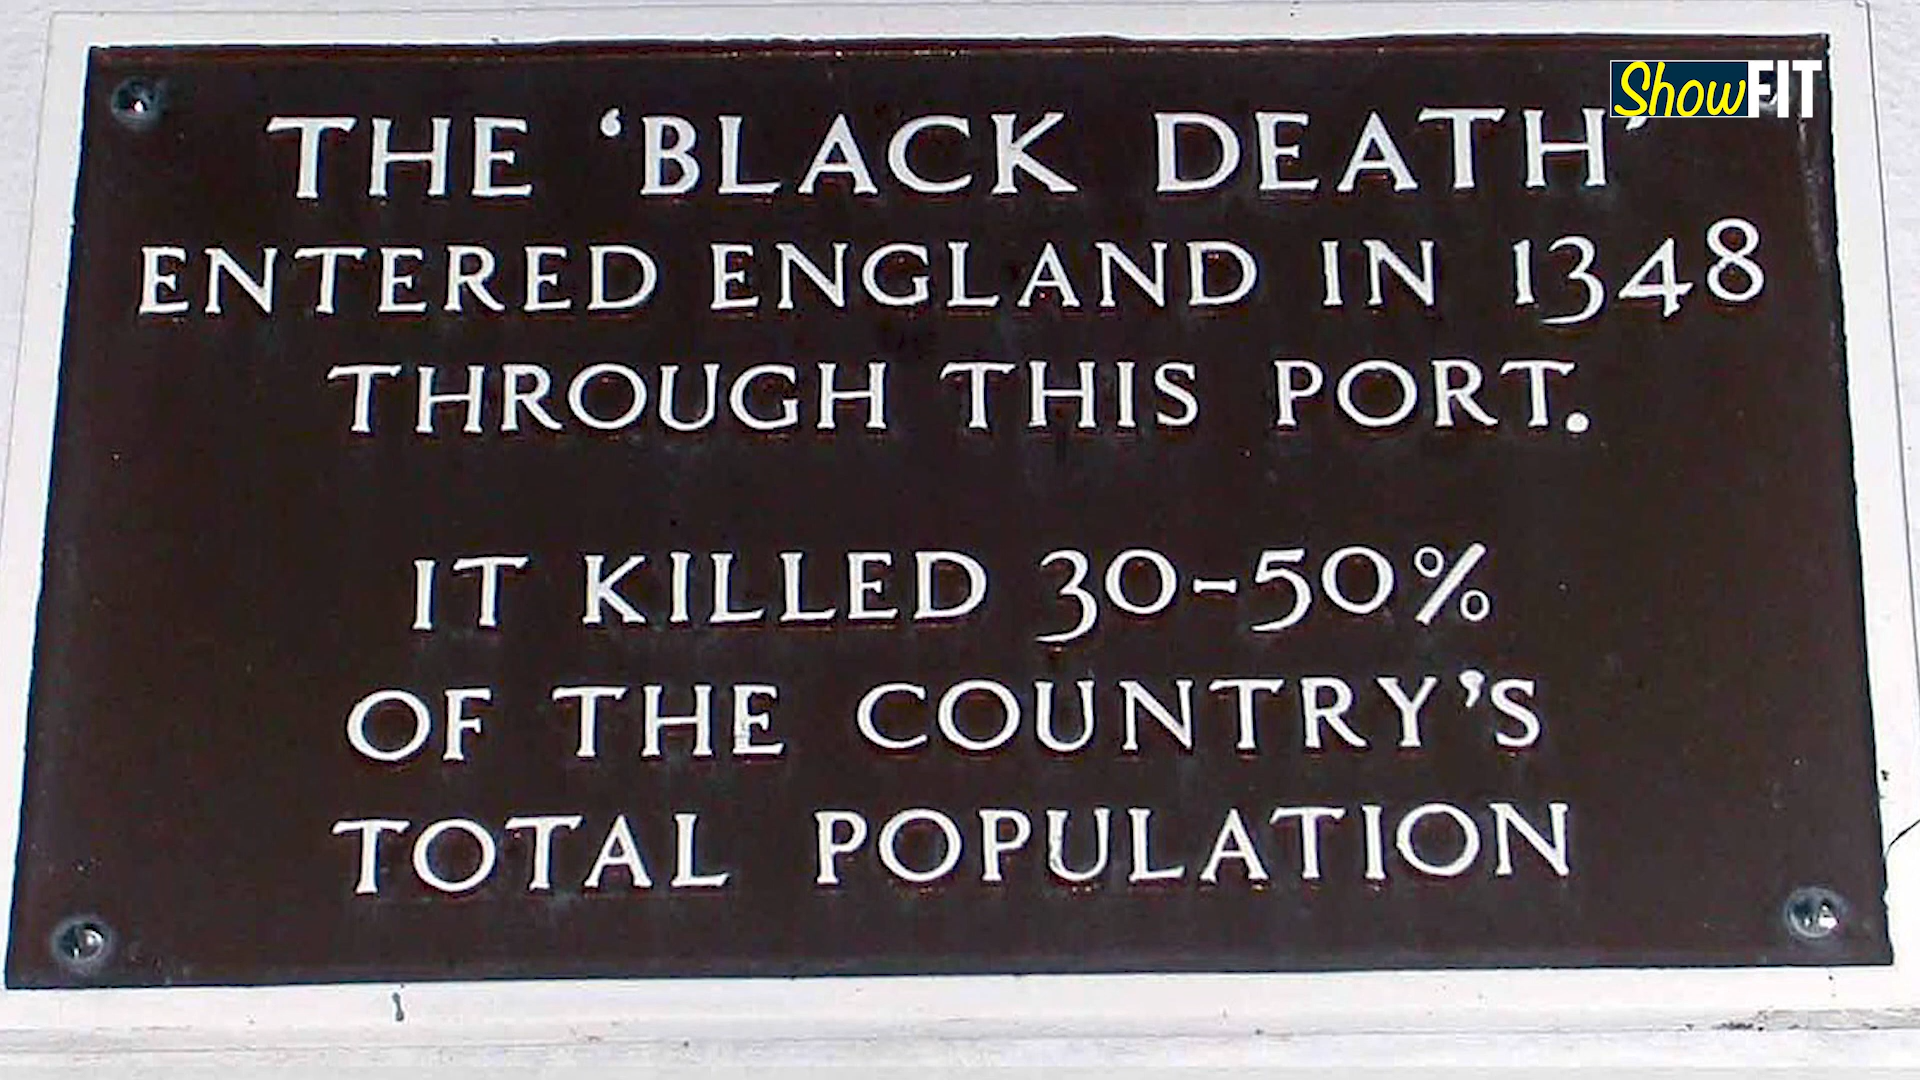 ShowFIT
THE ‘BLACK DEATH’
ENTERED ENGLAND IN 1348
THROUGH THIS PORT.
IT KILLED 30-50%
OF THE COUNTRY’S
TOTAL POPULATION